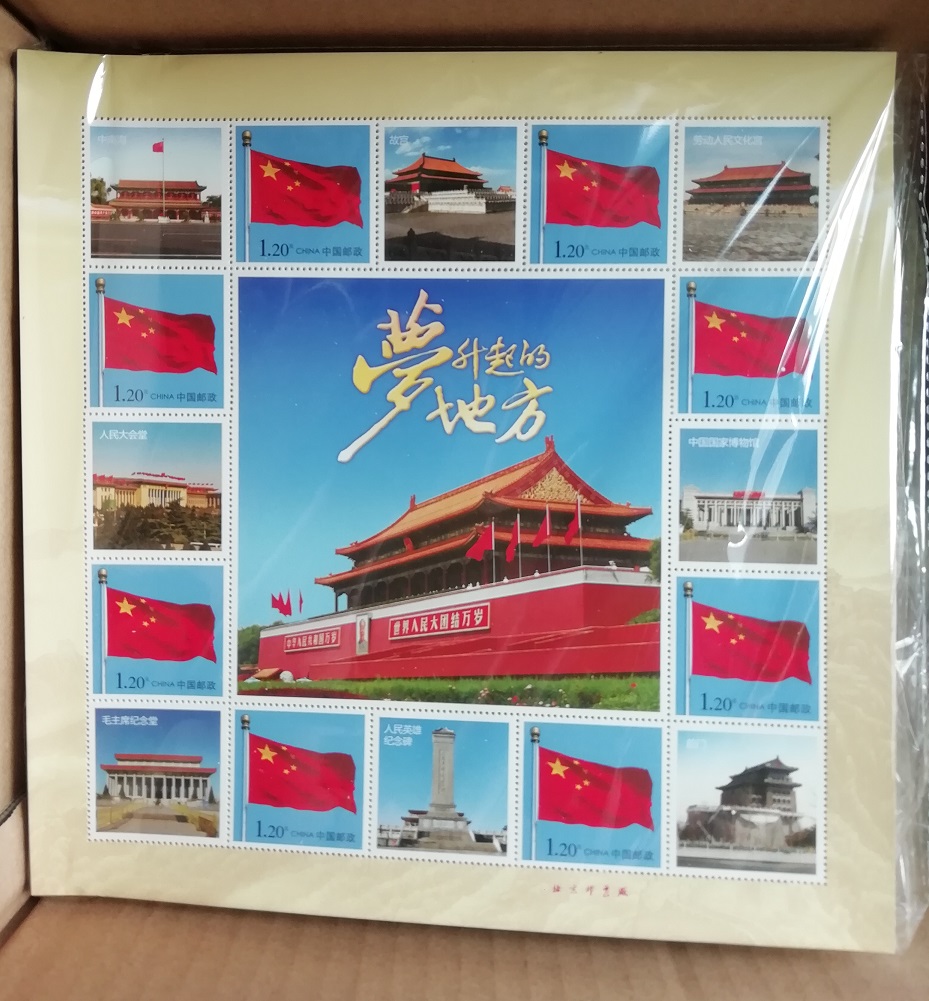 故宫
劳动人民文化宫
1.20元 CHINA 中国邮政
1.20元 CHINA 中国邮政
夢升起的
地方
1.20元 CHINA 中国邮政
1.20元 CHINA 中国邮政
人民大会堂
中国国家博物馆
中华人民共和国万岁
世界人民大团结万岁
1.20元 CHINA 中国邮政
1.20元 CHINA 中国邮政
毛主席纪念堂
人民英雄
纪念碑
1.20元 CHINA 中国邮政
1.20元 CHINA 中国邮政